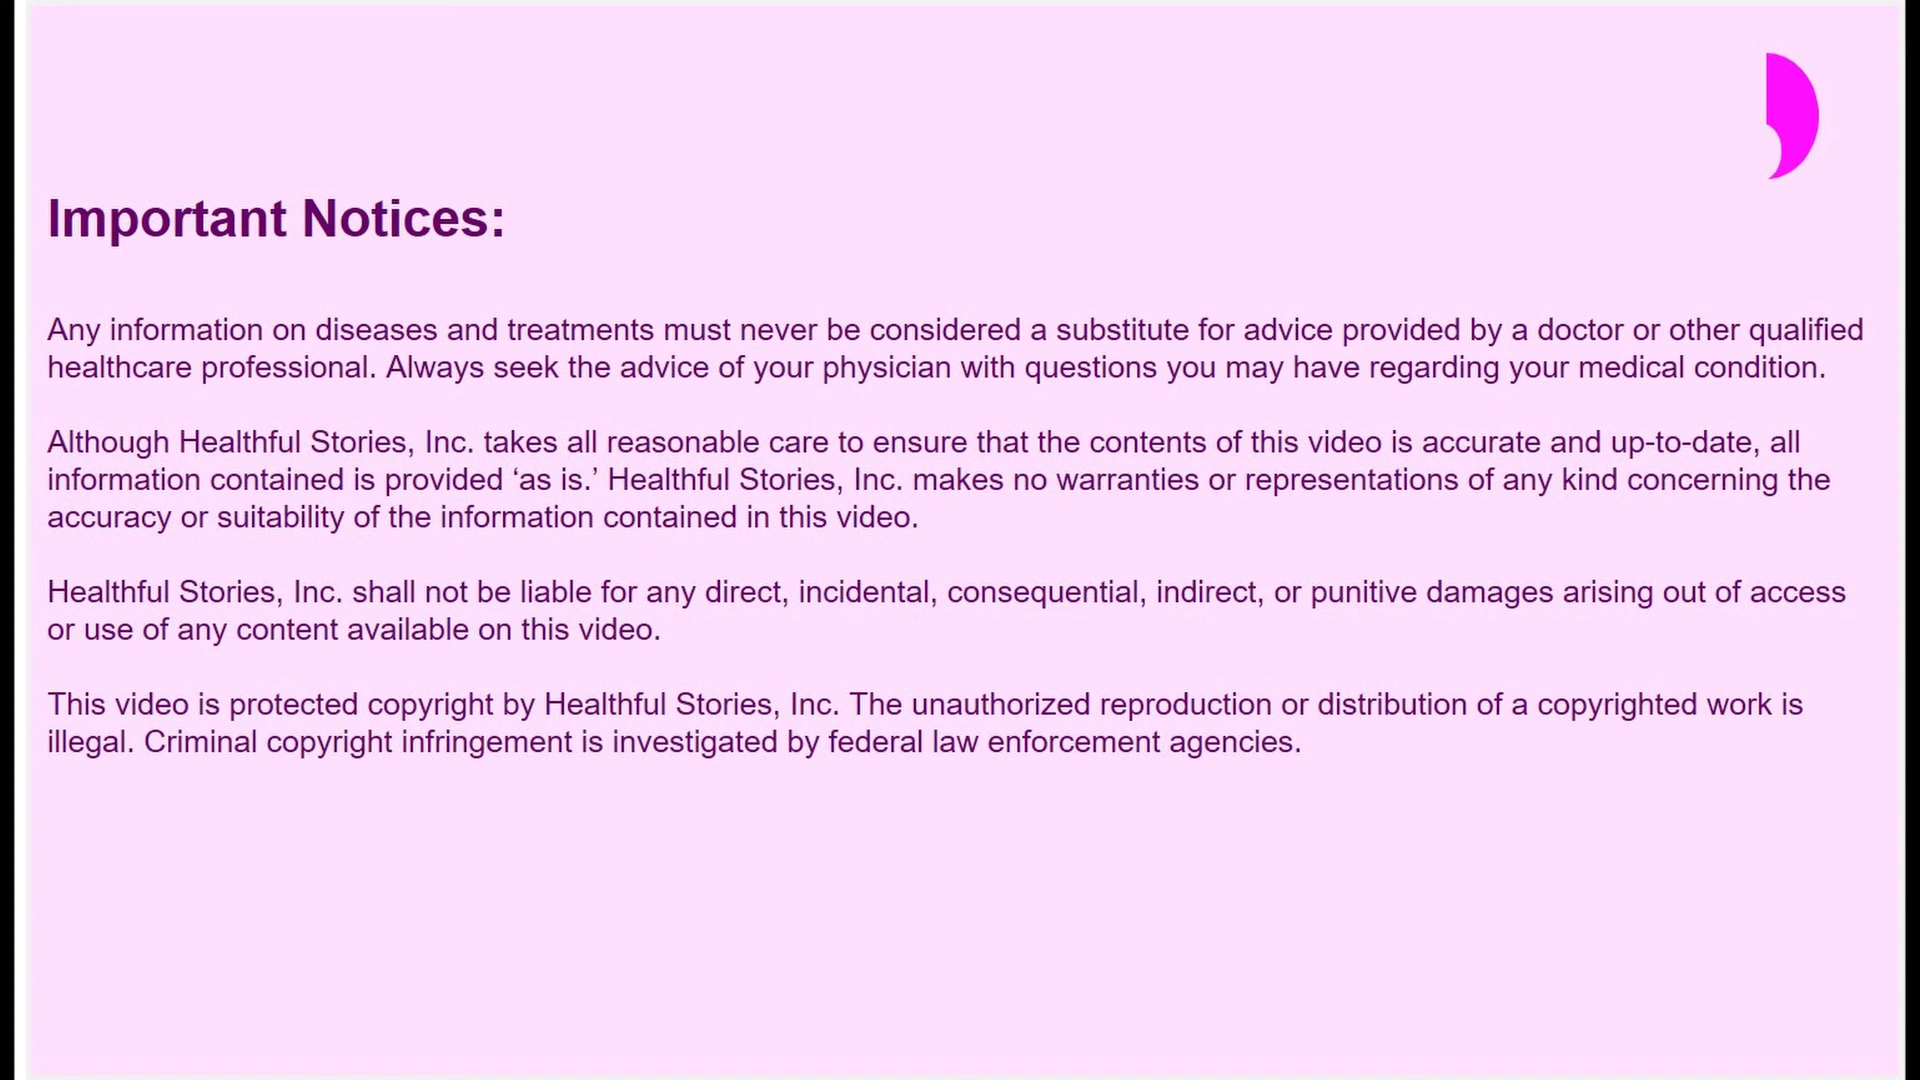 Important Notices:
Any information on diseases and treatments must never be considered a substitute for advice provided by a doctor or other qualified
healthcare professional. Always seek the advice of your physician with questions you may have regarding your medical condition.
Although Healthful Stories, Inc. takes all reasonable care to ensure that the contents of this video is accurate and up-to-date, all
information contained is provided ‘as is.’ Healthful Stories, Inc. makes no warranties or representations of any kind concerning the
accuracy or suitability of the information contained in this video.
Healthful Stories, Inc. shall not be liable for any direct, incidental, consequential, indirect, or punitive damages arising out of access
or use of any content available on this video.
This video is protected copyright by Healthful Stories, Inc. The unauthorized reproduction or distribution of a copyrighted work is
illegal. Criminal copyright infringement is investigated by federal law enforcement agencies.